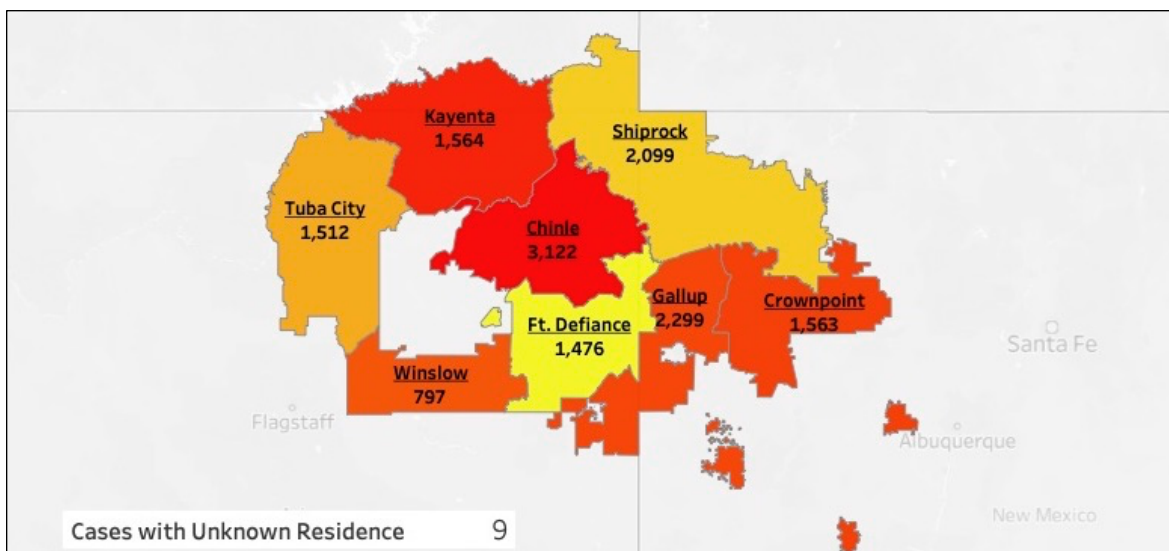 Kayenta
1,564
Shiprock
2,099
Tuba City
1,512
Chinle
3,122
Gallup
2,299
Crownpoint
1,563
Ft. Defiance
1,476
Winslow
797
Santa Fe
Flagstaff
Albuquerque
New Mexico
Cases with Unknown Residence 9